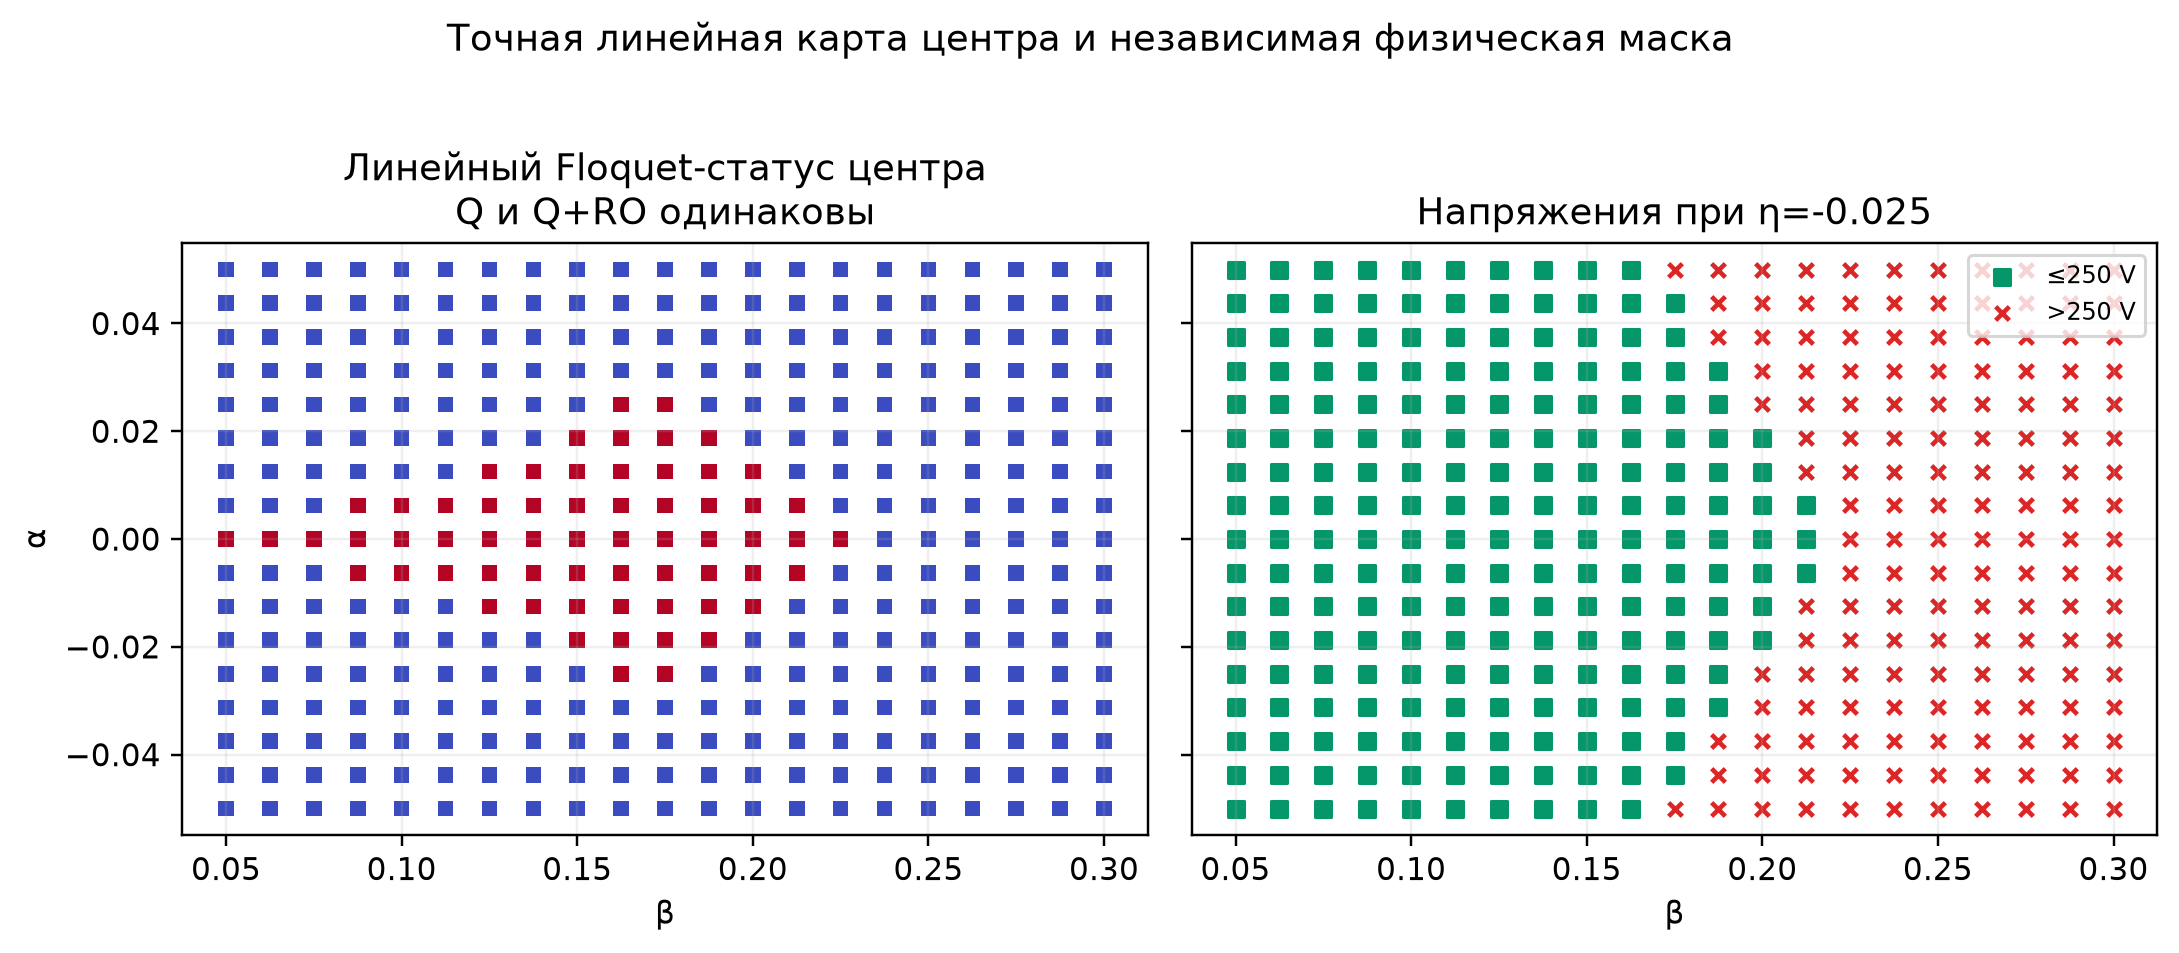 Точная линейная карта центра и независимая физическая маска
Линейный Floquet-статус центра
Q и Q+RO одинаковы
α
0.04
0.02
0.00
−0.02
−0.04
0.05 0.10 0.15 0.20 0.25 0.30
β
Напряжения при η=-0.025
≤250 V
>250 V
0.05 0.10 0.15 0.20 0.25 0.30
β